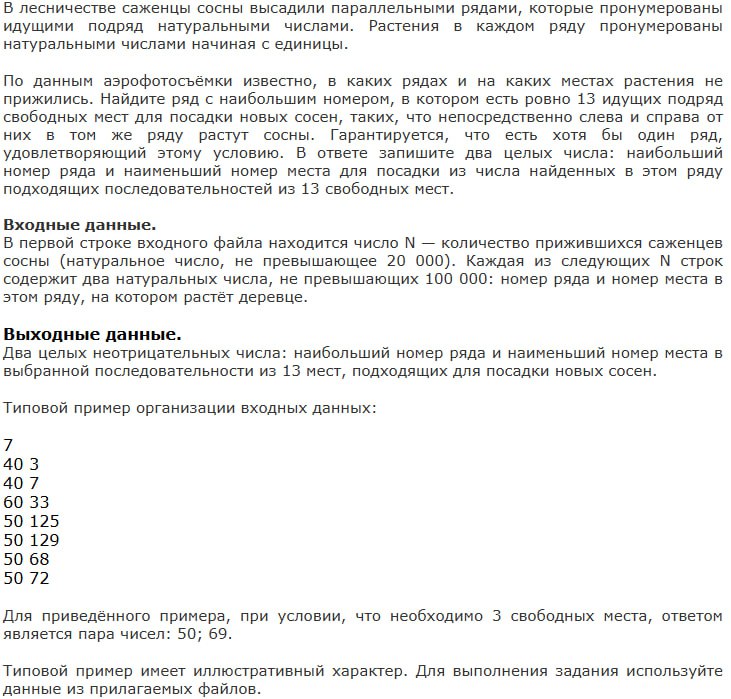 В лесничестве саженцы сосны высадили параллельными рядами, которые пронумерованы
идущими подряд натуральными числами. Растения в каждом ряду пронумерованы
натуральными числами начиная с единицы.
По данным аэрофотосъёмки известно, в каких рядах и на каких местах растения не
прижились. Найдите ряд с наибольшим номером, в котором есть ровно 13 идущих подряд
свободных мест для посадки новых сосен, таких, что непосредственно слева и справа от
них в том же ряду растут сосны. Гарантируется, что есть хотя бы один ряд,
удовлетворяющий этому условию. В ответе запишите два целых числа: наибольший
номер ряда и наименьший номер места для посадки из числа найденных в этом ряду
подходящих последовательностей из 13 свободных мест.
Входные данные.
В первой строке входного файла находится число N — количество прижившихся саженцев
сосны (натуральное число, не превышающее 20 000). Каждая из следующих N строк
содержит два натуральных числа, не превышающих 100 000: номер ряда и номер места в
этом ряду, на котором растёт деревце.
Выходные данные.
Два целых неотрицательных числа: наибольший номер ряда и наименьший номер места в
выбранной последовательности из 13 мест, подходящих для посадки новых сосен.
Типовой пример организации входных данных:
7
40 3
40 7
60 33
50 125
50 129
50 68
50 72
Для приведённого примера, при условии, что необходимо 3 свободных места, ответом
является пара чисел: 50; 69.
Типовой пример имеет иллюстративный характер. Для выполнения задания используйте
данные из прилагаемых файлов.